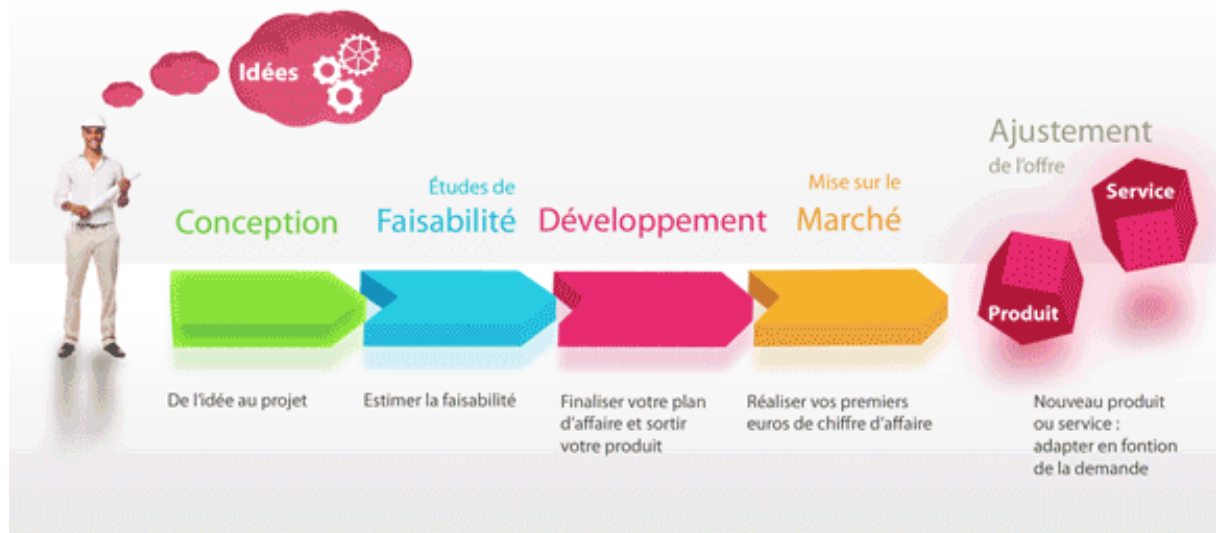 Idées
Ajustement
de l'offre
Service
Produit
Conception
Études de
Faisabilité
Développement
Mise sur le
Marché
De l'idée au projet
Estimer la faisabilité
Finaliser votre plan
d'affaire et sortir
votre produit
Réaliser vos premiers
euros de chiffre d'affaire
Nouveau produit
ou service :
adapter en fontion
de la demande